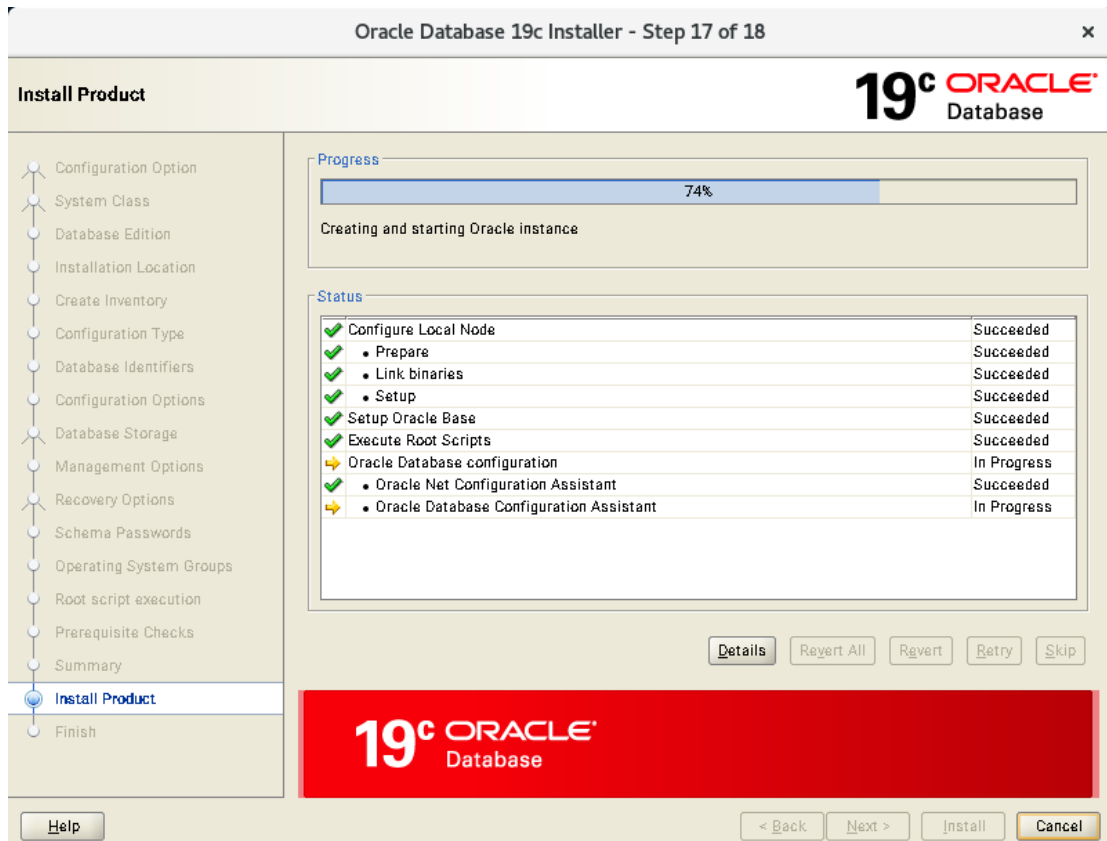 Oracle Database 19c Installer - Step 17 of 18
Install Product
19c ORACLE
Database
Configuration Option
System Class
Database Edition
Installation Location
Create Inventory
Configuration Type
Database Identifiers
Configuration Options
Database Storage
Management Options
Recovery Options
Schema Passwords
Operating System Groups
Root script execution
Prerequisite Checks
Summary
Install Product
Finish
Progress
74%
Creating and starting Oracle instance
Status
Configure Local Node Succeeded
• Prepare Succeeded
• Link binaries Succeeded
• Setup Succeeded
Setup Oracle Base Succeeded
Execute Root Scripts Succeeded
Oracle Database configuration In Progress
• Oracle Net Configuration Assistant Succeeded
• Oracle Database Configuration Assistant In Progress
Details Revert All Revert Retry Skip
19c ORACLE
Database
Help < Back Next > Install Cancel